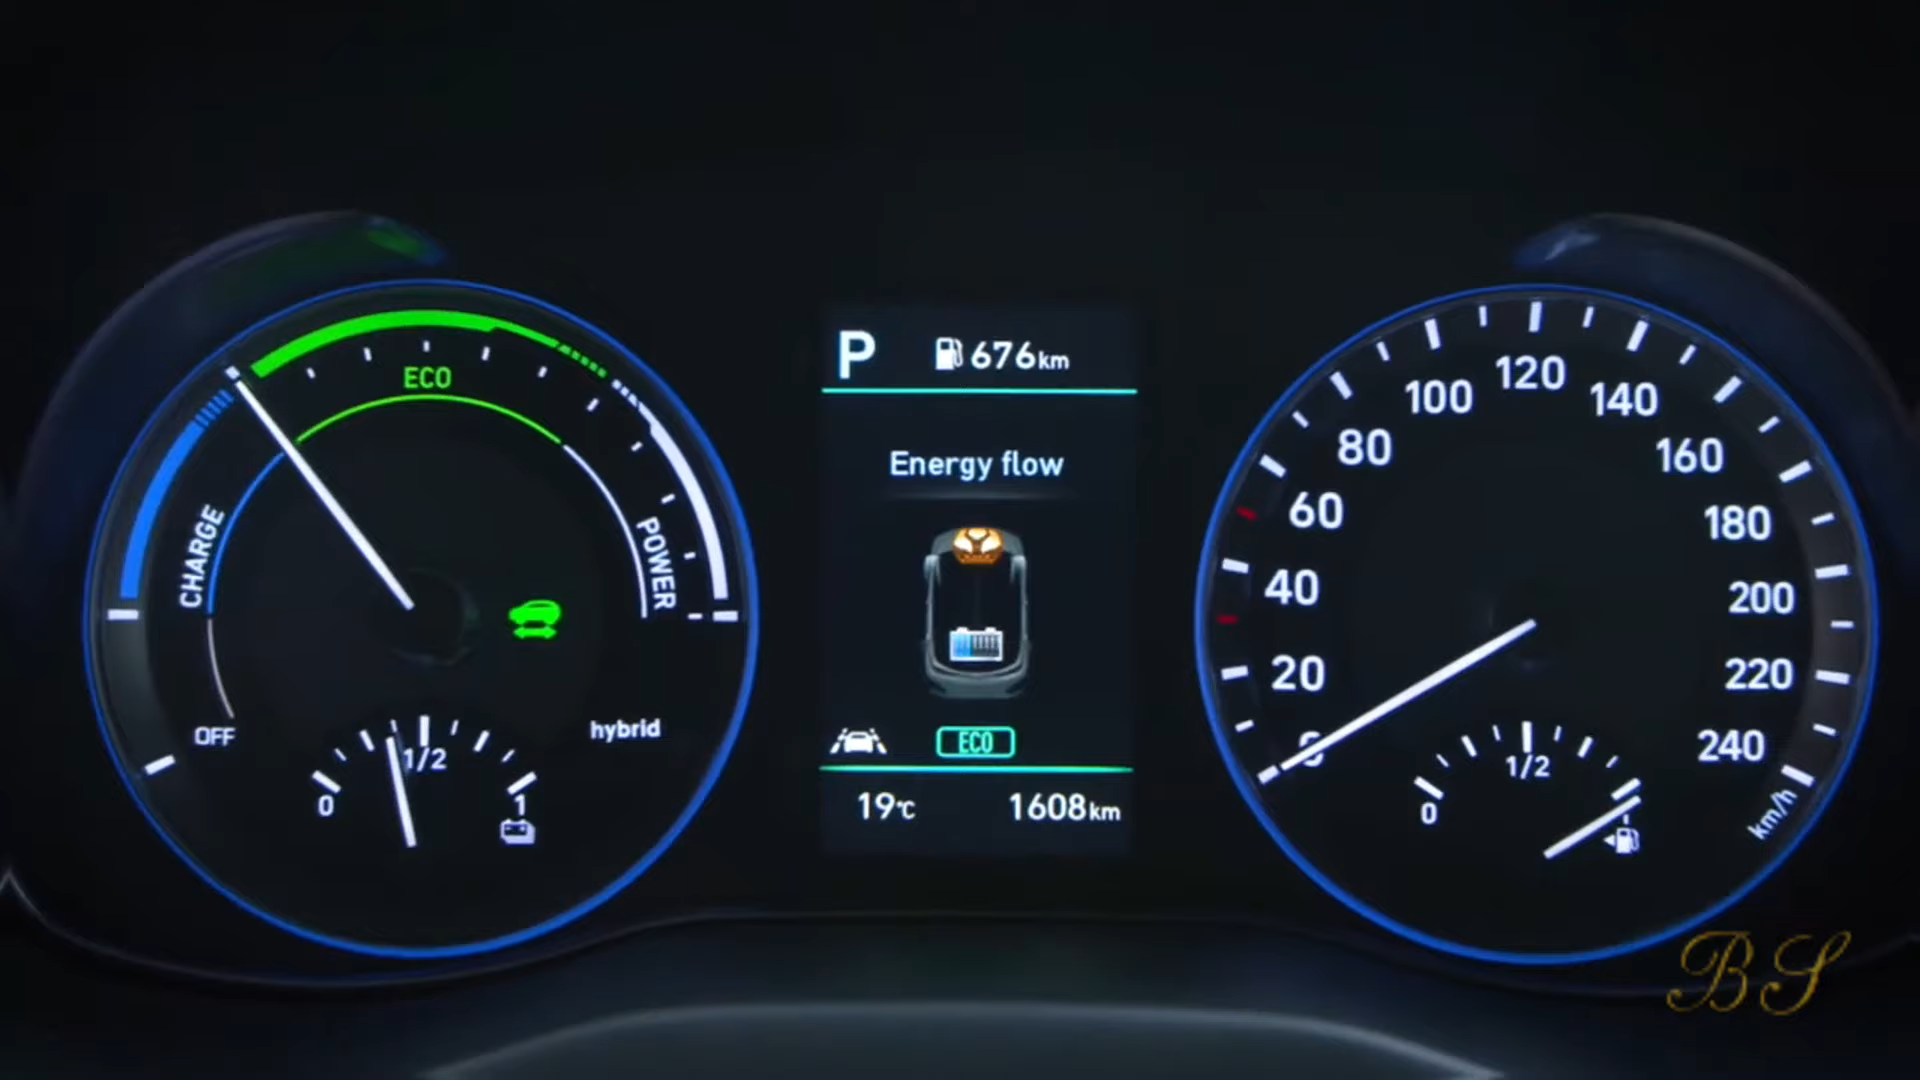 ECO
CHARGE
POWER
OFF
hybrid
0
1/2
1
P
676km
Energy flow
ECO
19℃
1608km
0
20
40
60
80
100
120
140
160
180
200
220
240
km/h
0
1/2
BS